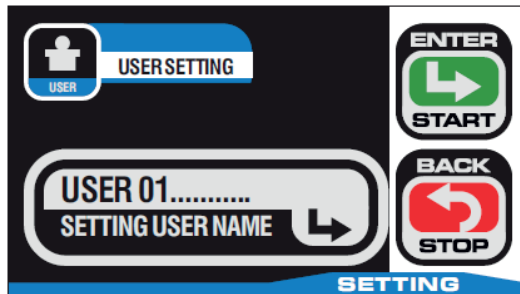 USER SETTING
USER
USER 01...........
SETTING USER NAME
ENTER
START
BACK
STOP
SETTING